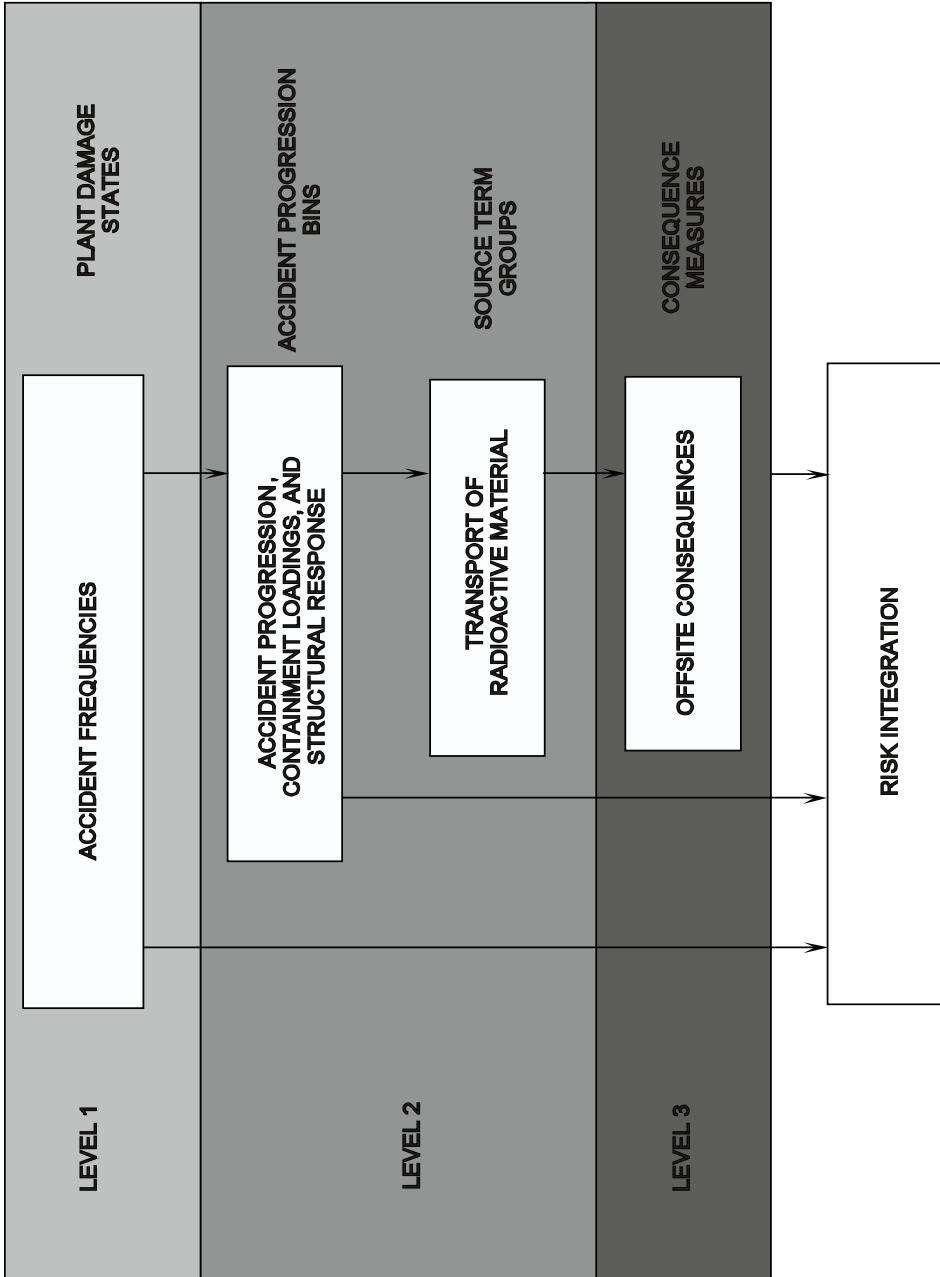 LEVEL 1
ACCIDENT FREQUENCIES
PLANT DAMAGE
STATES
LEVEL 2
ACCIDENT PROGRESSION,
CONTAINMENT LOADINGS, AND
STRUCTURAL RESPONSE
ACCIDENT PROGRESSION
BINS
TRANSPORT OF
RADIOACTIVE MATERIAL
SOURCE TERM
GROUPS
LEVEL 3
OFFSITE CONSEQUENCES
CONSEQUENCE
MEASURES
RISK INTEGRATION